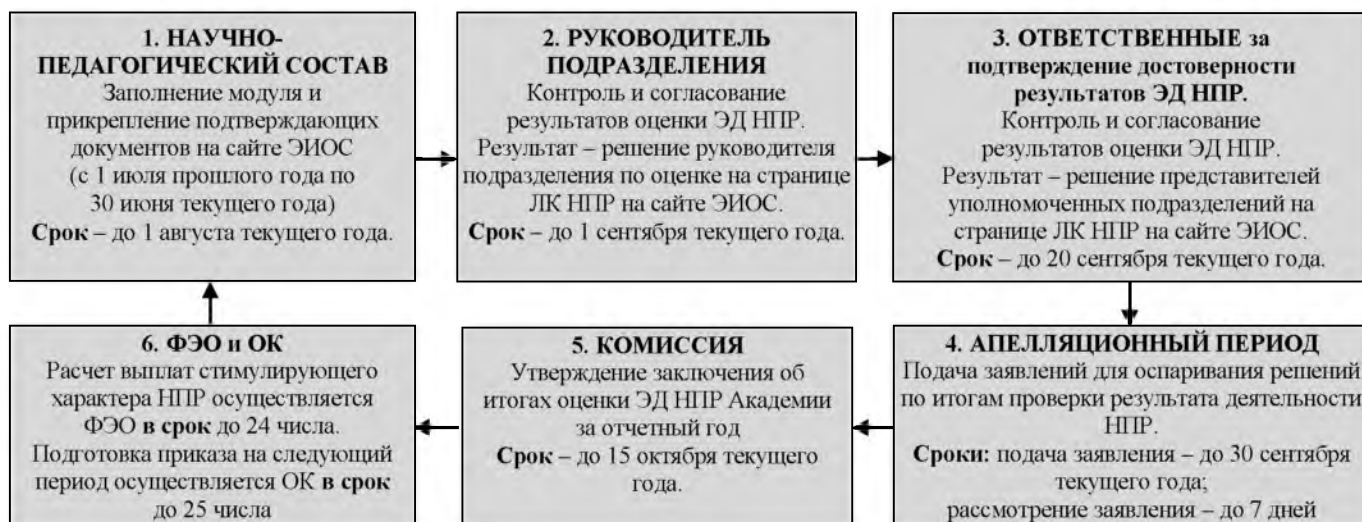 1. НАУЧНО-
ПЕДАГОГИЧЕСКИЙ СОСТАВ
Заполнение модуля и
прикрепление подтверждающих
документов на сайте ЭИОС
(с 1 июля прошлого года по
30 июня текущего года)
Срок – до 1 августа текущего года.
2. РУКОВОДИТЕЛЬ
ПОДРАЗДЕЛЕНИЯ
Контроль и согласование
результатов оценки ЭД НПР.
Результат – решение руководителя
подразделения по оценке на странице
ЛК НПР на сайте ЭИОС.
Срок – до 1 сентября текущего года.
3. ОТВЕТСТВЕННЫЕ за
подтверждение достоверности
результатов ЭД НПР.
Контроль и согласование
результатов оценки ЭД НПР.
Результат – решение представителей
уполномоченных подразделений на
странице ЛК НПР на сайте ЭИОС.
Срок – до 20 сентября текущего года.
4. АПЕЛЛЯЦИОННЫЙ ПЕРИОД
Подача заявлений для оспаривания решений
по итогам проверки результата деятельности
НПР.
Сроки: подача заявления – до 30 сентября
текущего года;
рассмотрение заявления – до 7 дней
5. КОМИССИЯ
Утверждение заключения об
итогах оценки ЭД НПР Академии
за отчетный год
Срок – до 15 октября текущего
года.
6. ФЭО и ОК
Расчет выплат стимулирующего
характера НПР осуществляется
ФЭО в срок до 24 числа.
Подготовка приказа на следующий
период осуществляется ОК в срок
до 25 числа